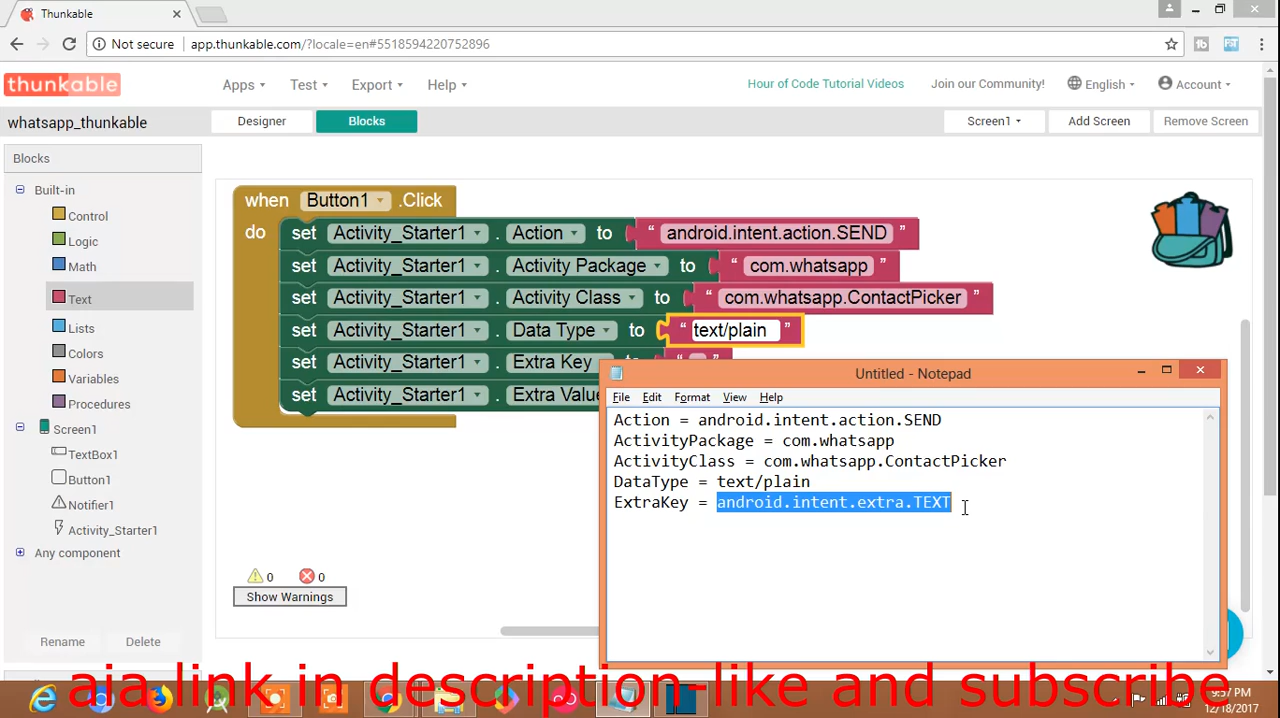 Thunkable
Not secure | app.thunkable.com/?locale=en#5518594220752896
thunkable
Apps
Test
Export
Help
Hour of Code Tutorial Videos
Join our Community!
English
Account
whatsapp_thunkable
Designer
Blocks
Screen1
Add Screen
Remove Screen
Blocks
Built-in
Control
Logic
Math
Text
Lists
Colors
Variables
Procedures
Screen1
TextBox1
Button1
Notifier1
Activity_Starter1
Any component
Rename Delete
when Button1 .Click
do set Activity_Starter1 . Action to “ android.intent.action.SEND ”
set Activity_Starter1 . Activity Package to “ com.whatsapp ”
set Activity_Starter1 . Activity Class to “ com.whatsapp.ContactPicker ”
set Activity_Starter1 . Data Type to “ text/plain ”
set Activity_Starter1 . Extra Key to “ ”
set Activity_Starter1 . Extra Value
0 0
Show Warnings
Untitled - Notepad
File Edit Format View Help
Action = android.intent.action.SEND
ActivityPackage = com.whatsapp
ActivityClass = com.whatsapp.ContactPicker
DataType = text/plain
ExtraKey = android.intent.extra.TEXT
aja link in description-like and subscribe
9:57 PM
12/18/2017